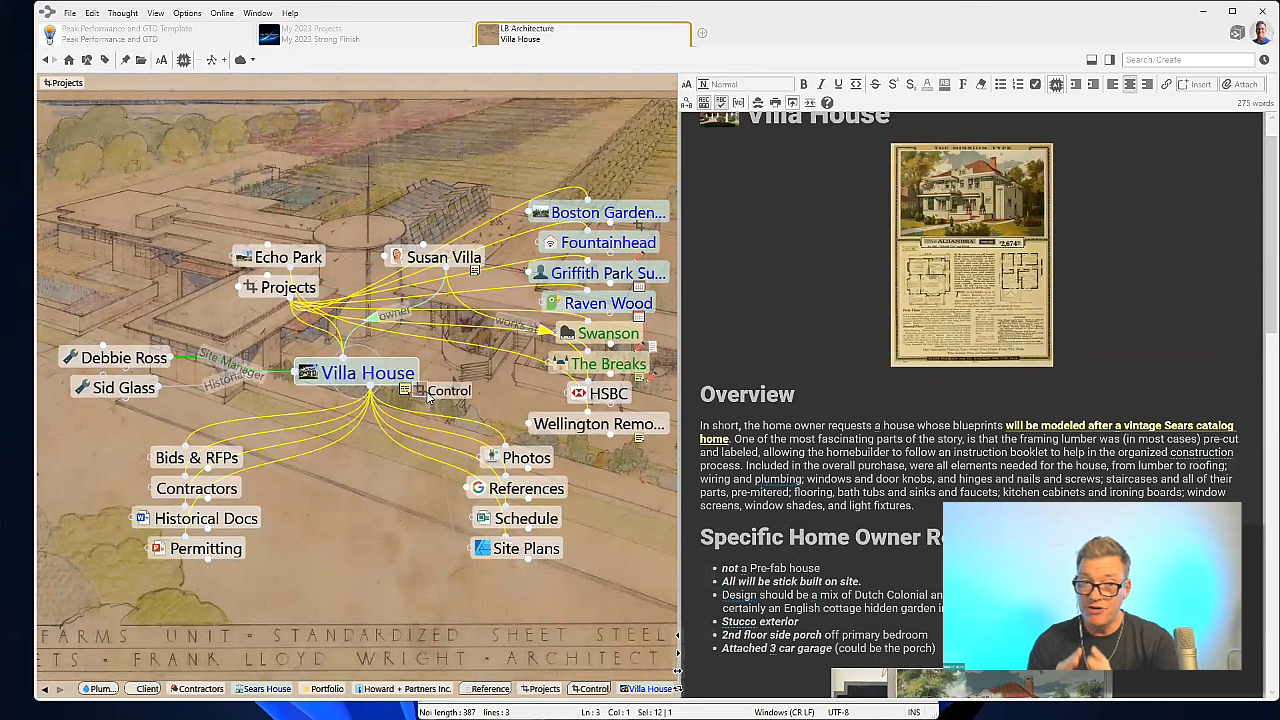 File Edit Thought View Options Online Window Help
Peak Performance and GTD Template
Peak Performance and GTD
My 2023 Projects
My 2023 Strong Finish
LB Architecture
Villa House
Search/Create
Projects
Normal
Insert
Attach
275 words
Villa House
THE MISSION TYPE
ALHAMBRA
$2,674
Echo Park
Susan Villa
Projects
Boston Garden...
Fountainhead
Griffith Park Su...
Raven Wood
Swanson
The Breaks
HSBC
Wellington Remo...
owner
works at
Debbie Ross
Sid Glass
Site Manager
Villa House
Control
Bids & RFPs
Contractors
Historical Docs
Permitting
Photos
References
Schedule
Site Plans
Overview
In short, the home owner requests a house whose blueprints will be modeled after a vintage Sears catalog
home. One of the most fascinating parts of the story, is that the framing lumber was (in most cases) pre-cut
and labeled, allowing the homebuilder to follow an instruction booklet to help in the organized construction
process. Included in the overall purchase, were all elements needed for the house, from lumber to roofing;
wiring and plumbing; windows and door knobs, and hinges and nails and screws; staircases and all of their
parts, pre-mitered; flooring, bath tubs and sinks and faucets; kitchen cabinets and ironing boards; window
screens, window shades, and light fixtures.
Specific Home Owner
• not a Pre-fab house
• All will be stick built on site.
• Design should be a mix of Dutch Colonial an
certainly an English cottage hidden garden i
• Stucco exterior
• 2nd floor side porch off primary bedroom
• Attached 3 car garage (could be the porch)
FARMS UNIT - STANDARDIZED SHEET STEEL
ETS - FRANK LLOYD WRIGHT - ARCHITECT
Plum... Client Contractors Sears House Portfolio Howard + Partners Inc. Reference Projects Control Villa House
length : 387 lines : 3 Ln : 3 Col : 1 Sel : 12 | 1 Windows (CR LF) UTF-8 INS